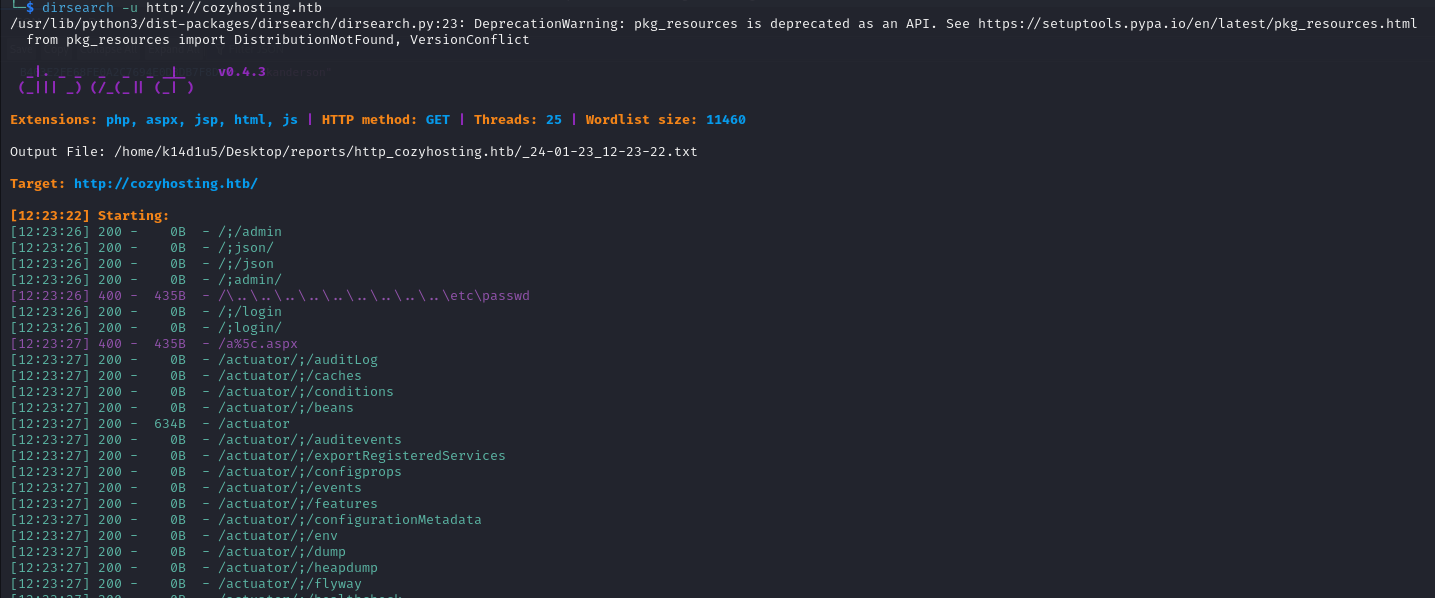 └─$ dirsearch -u http://cozyhosting.htb
/usr/lib/python3/dist-packages/dirsearch/dirsearch.py:23: DeprecationWarning: pkg_resources is deprecated as an API. See https://setuptools.pypa.io/en/latest/pkg_resources.html
  from pkg_resources import DistributionNotFound, VersionConflict

  _|. _ _  _  _  _ _|_    v0.4.3
 (_||| _) (/_(_|| (_| )

Extensions: php, aspx, jsp, html, js | HTTP method: GET | Threads: 25 | Wordlist size: 11460

Output File: /home/k14d1u5/Desktop/reports/http_cozyhosting.htb/_24-01-23_12-23-22.txt

Target: http://cozyhosting.htb/

[12:23:22] Starting:
[12:23:26] 200 -    0B  - /;/admin
[12:23:26] 200 -    0B  - /;json/
[12:23:26] 200 -    0B  - /;/json
[12:23:26] 200 -    0B  - /;admin/
[12:23:26] 400 -  435B  - /\..\..\..\..\..\..\..\..\..\etc\passwd
[12:23:26] 200 -    0B  - /;/login
[12:23:26] 200 -    0B  - /;login/
[12:23:27] 400 -  435B  - /a%5c.aspx
[12:23:27] 200 -    0B  - /actuator/;/auditLog
[12:23:27] 200 -    0B  - /actuator/;/caches
[12:23:27] 200 -    0B  - /actuator/;/conditions
[12:23:27] 200 -    0B  - /actuator/;/beans
[12:23:27] 200 -  634B  - /actuator
[12:23:27] 200 -    0B  - /actuator/;/auditevents
[12:23:27] 200 -    0B  - /actuator/;/exportRegisteredServices
[12:23:27] 200 -    0B  - /actuator/;/configprops
[12:23:27] 200 -    0B  - /actuator/;/events
[12:23:27] 200 -    0B  - /actuator/;/features
[12:23:27] 200 -    0B  - /actuator/;/configurationMetadata
[12:23:27] 200 -    0B  - /actuator/;/env
[12:23:27] 200 -    0B  - /actuator/;/dump
[12:23:27] 200 -    0B  - /actuator/;/heapdump
[12:23:27] 200 -    0B  - /actuator/;/flyway